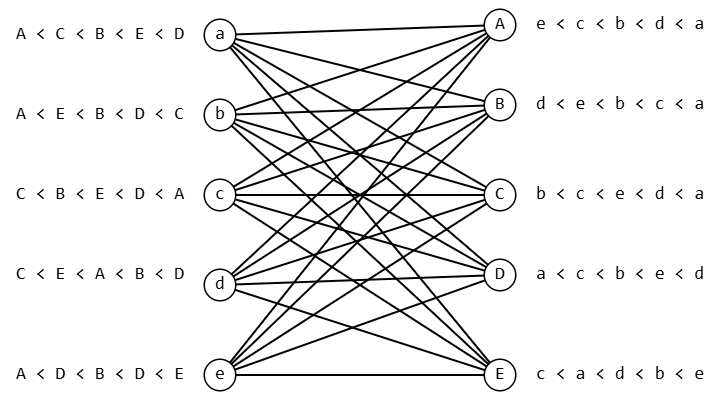 A < C < B < E < D a A e < c < b < d < a
A < E < B < D < C b B d < e < b < c < a
C < B < E < D < A c C b < c < e < d < a
C < E < A < B < D d D a < c < b < e < d
A < D < B < D < E e E c < a < d < b < e